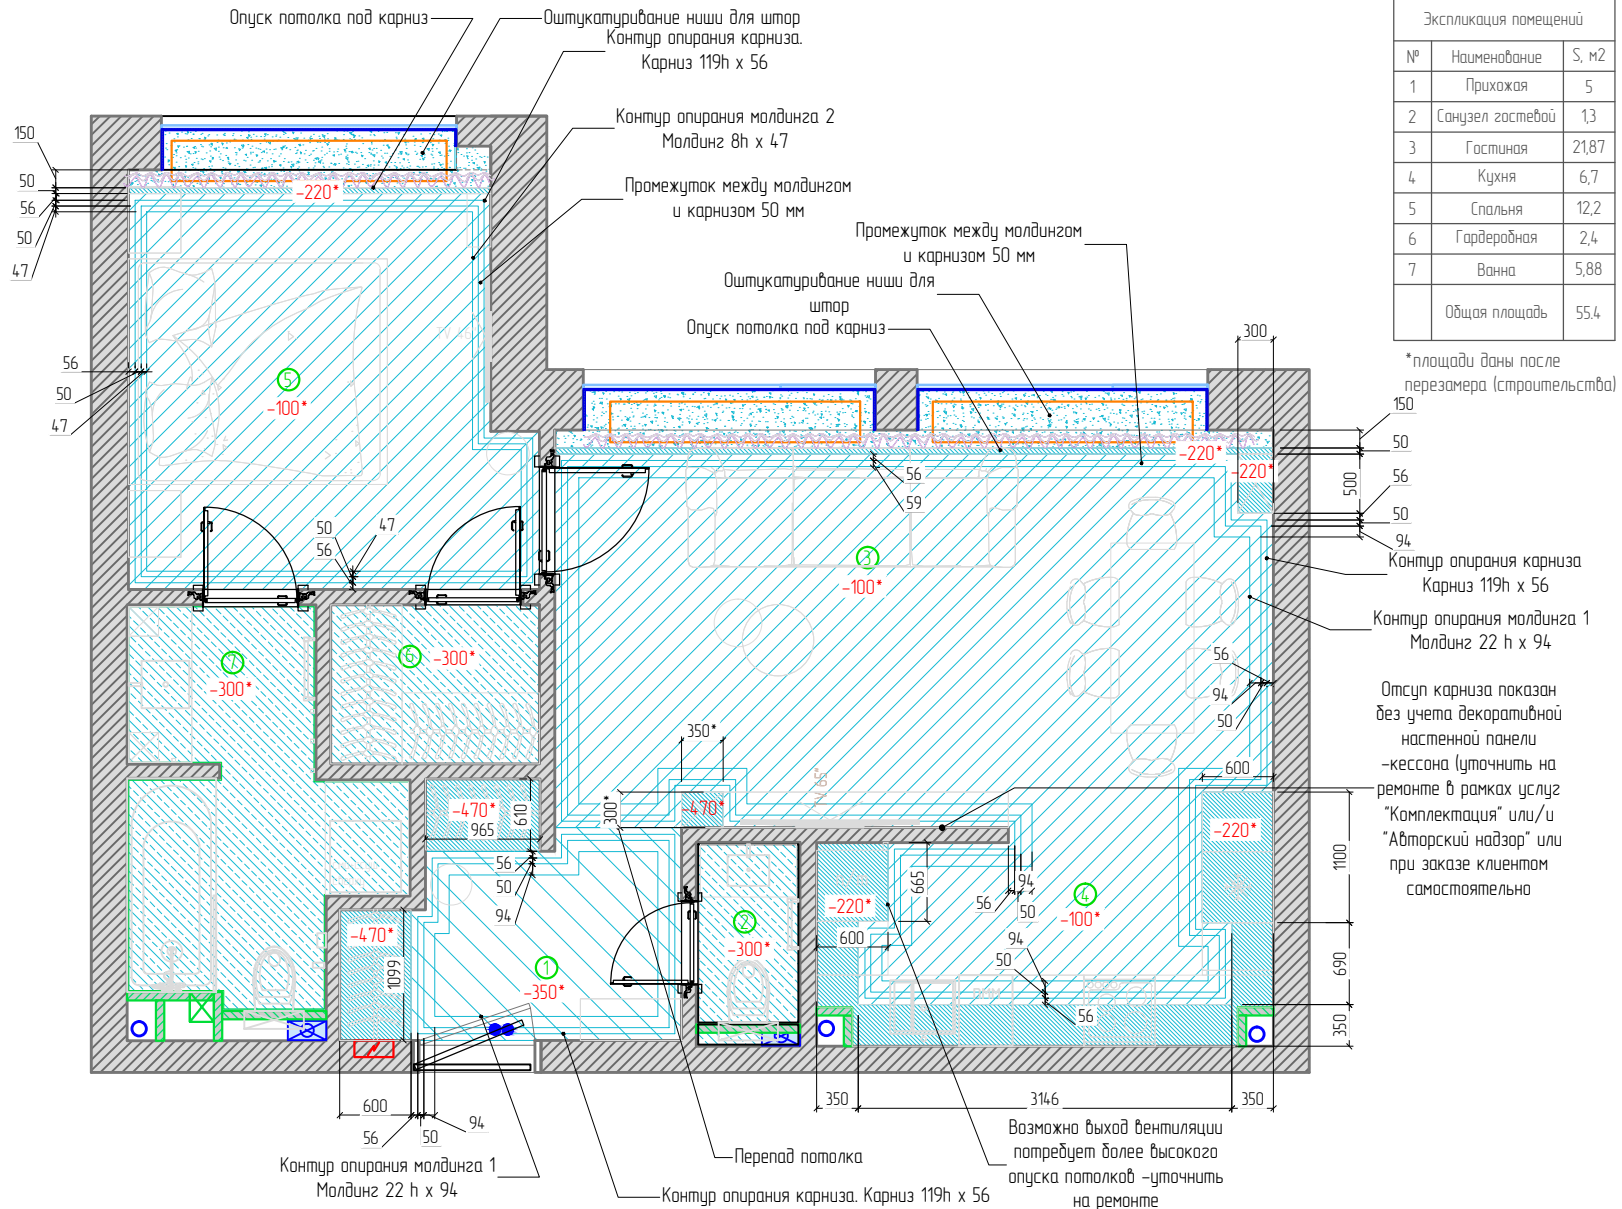 Опуск потолка под карниз
Оштукатуривание ниши для штор
Контур опирания карниза.
Карниз 119h x 56
Контур опирания молдинга 2
Молдинг 8h x 47
Промежуток между молдингом
и карнизом 50 мм
Промежуток между молдингом
и карнизом 50 мм
Оштукатуривание ниши для
штор
Опуск потолка под карниз
Экспликация помещений
№ Наименование S, м2
1 Прихожая 5
2 Санузел гостевой 1,3
3 Гостиная 21,87
4 Кухня 6,7
5 Спальня 12,2
6 Гардеробная 2,4
7 Ванна 5,88
Общая площадь 55.4
*площади даны после
перезамера (строительства)
150
50
56
50
47
-220*
56
50
47
5
-100*
50
56
47
300
150
50
500
56
50
94
-220*
-220*
56
59
3
-100*
Контур опирания карниза
Карниз 119h x 56
Контур опирания молдинга 1
Молдинг 22 h x 94
56
94
50
Отсуп карниза показан
без учета декоративной
настенной панели
-кессона (уточнить на
ремонте в рамках услуг
"Комплектация" или/и
"Авторский надзор" или
при заказе клиентом
самостоятельно
7
-300*
6
-300*
350*
300*
-470*
TV 65"
600
-220*
1100
690
350
-470*
965
610
56
50
94
-470*
1099
1
-350*
2
-300*
-220*
665
600
56
94
50
4
-100*
94
50
56
600
56
50
94
350
3146
350
Контур опирания молдинга 1
Молдинг 22 h x 94
Перепад потолка
Контур опирания карниза. Карниз 119h x 56
Возможно выход вентиляции
потребует более высокого
опуска потолков -уточнить
на ремонте